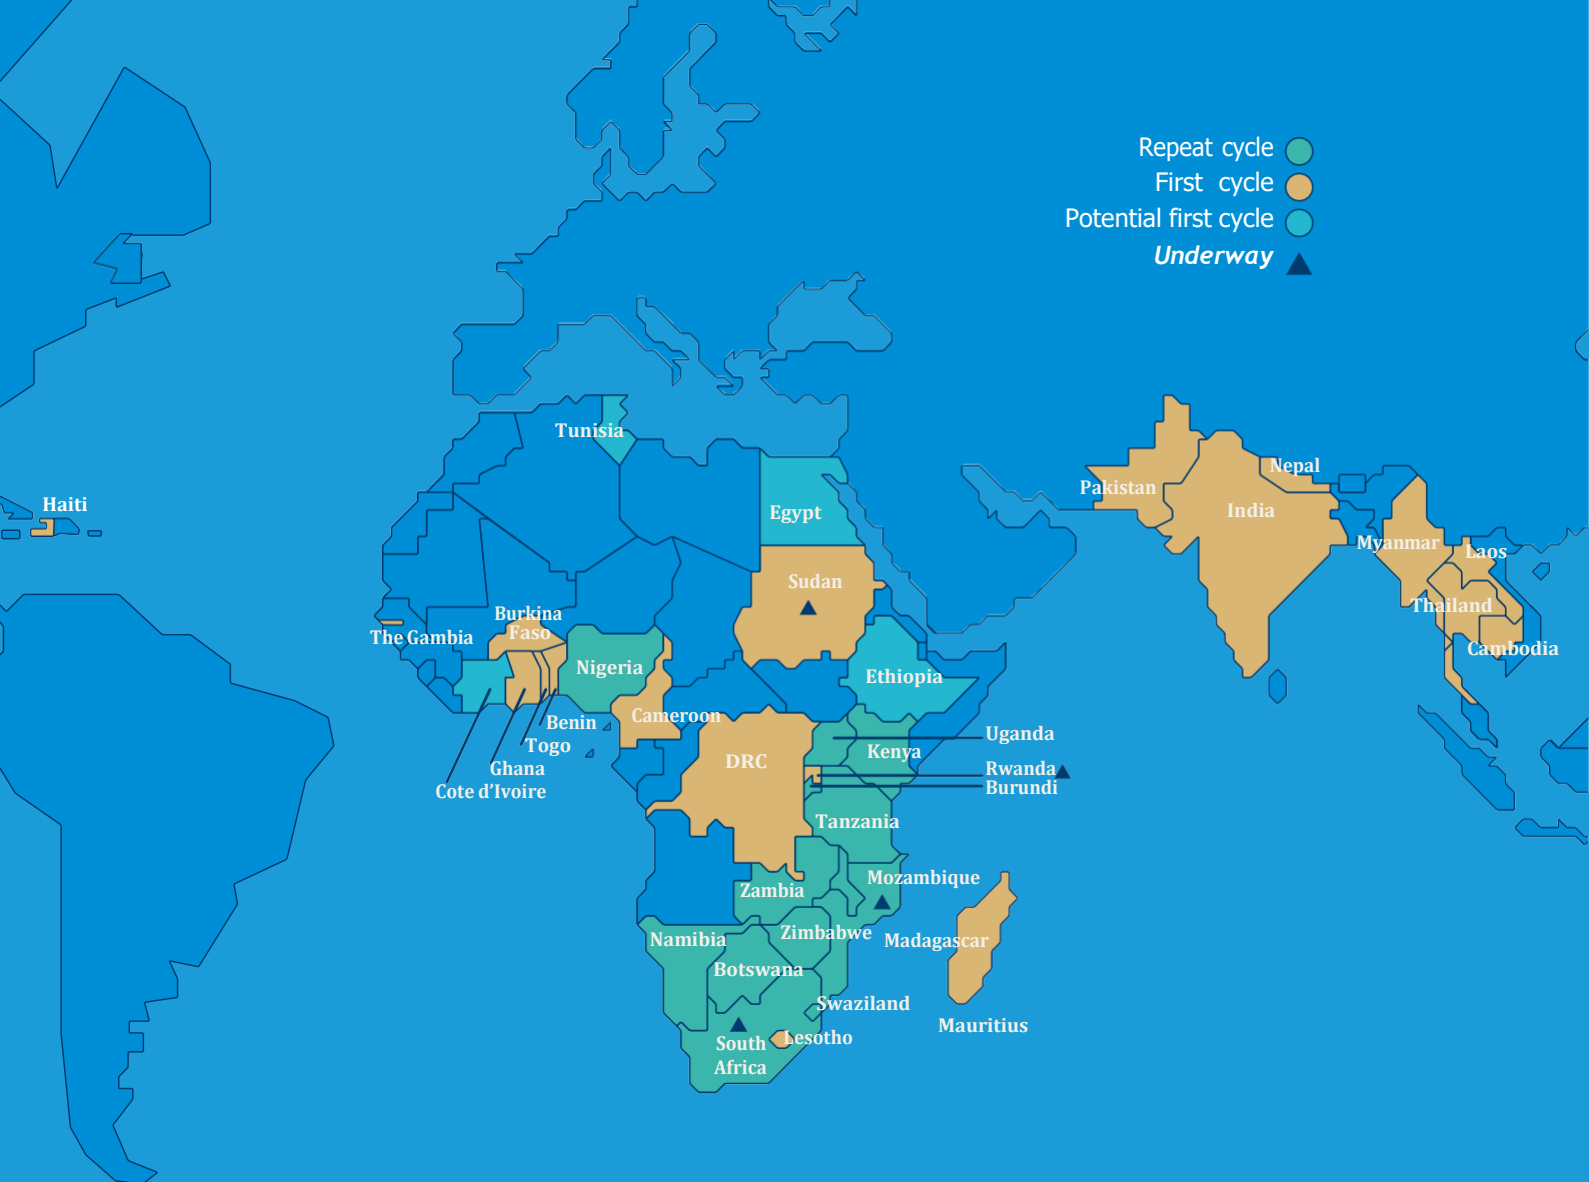 Repeat cycle
First cycle
Potential first cycle
Underway
Tunisia
Nepal
Pakistan
Haiti
India
Egypt
Myanmar
Laos
Sudan
Thailand
Burkina
Faso
The Gambia
Cambodia
Nigeria
Ethiopia
Cameroon
Benin
Uganda
Togo
Kenya
DRC
Ghana
Rwanda
Cote d'Ivoire
Burundi
Tanzania
Mozambique
Zambia
Zimbabwe
Namibia
Madagascar
Botswana
Swaziland
Mauritius
Lesotho
South
Africa